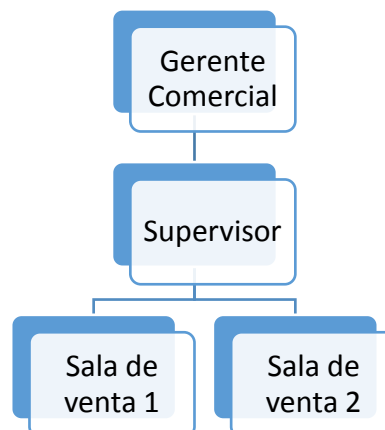 Gerente
Comercial
Supervisor
Sala de
venta 1
Sala de
venta 2